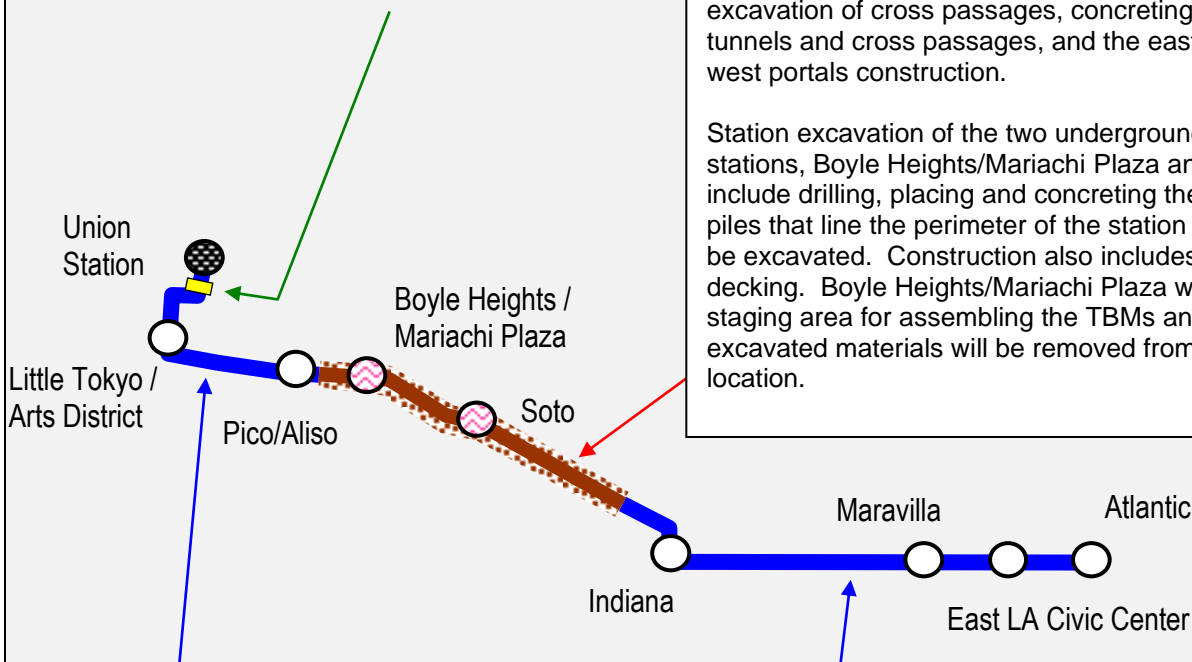 excavation of cross passages, concreting
tunnels and cross passages, and the east
west portals construction.
Station excavation of the two underground
stations, Boyle Heights/Mariachi Plaza an
include drilling, placing and concreting the
piles that line the perimeter of the station
be excavated. Construction also includes
decking. Boyle Heights/Mariachi Plaza w
staging area for assembling the TBMs an
excavated materials will be removed from
location.
Union
Station
Boyle Heights /
Mariachi Plaza
Little Tokyo /
Arts District
Pico/Aliso
Soto
Maravilla
Atlantic
Indiana
East LA Civic Center